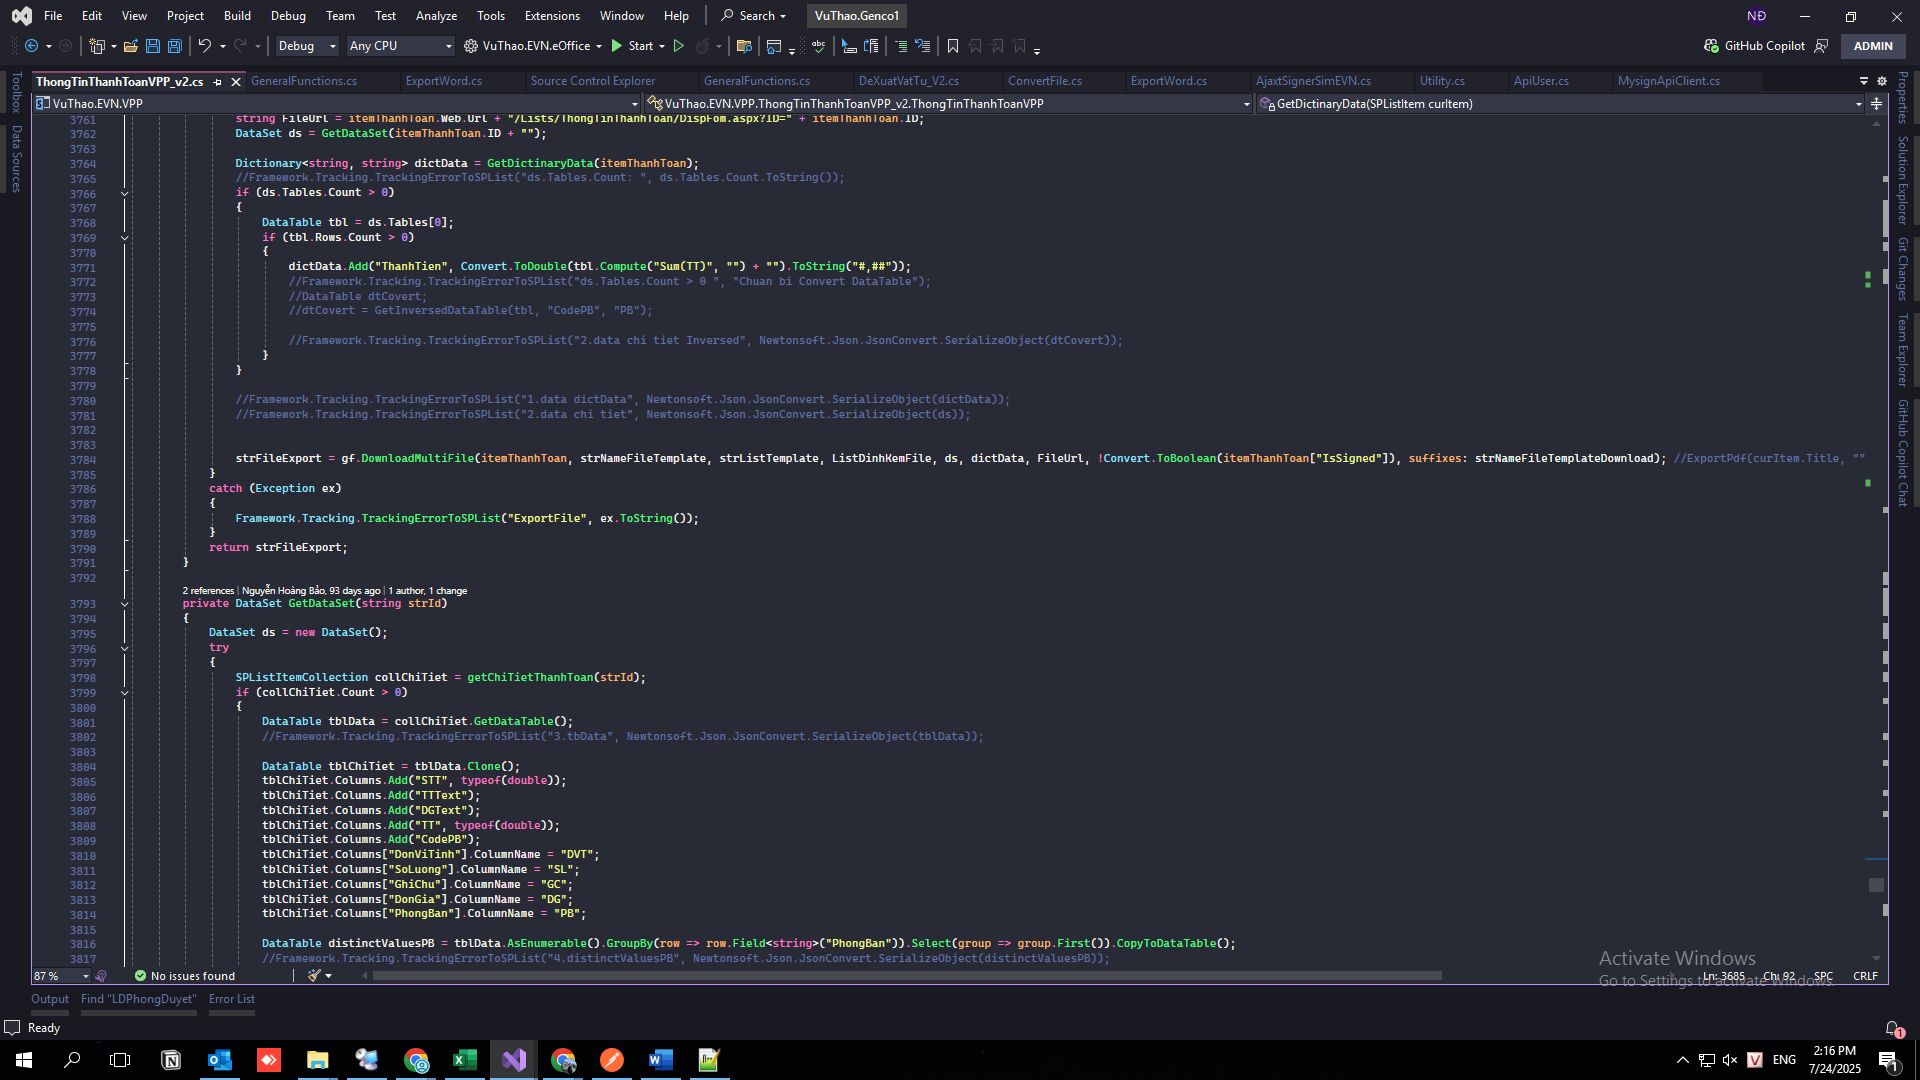 File Edit View Project Build Debug Team Test Analyze Tools Extensions Window Help Search VuThao.Genco1 NĐ
Debug Any CPU VuThao.EVN.eOffice Start GitHub Copilot ADMIN
ThongTinThanhToanVPP_v2.cs GeneralFunctions.cs ExportWord.cs Source Control Explorer GeneralFunctions.cs DeXuatVatTu_V2.cs ConvertFile.cs ExportWord.cs AjaxtSignerSimEVN.cs Utility.cs ApiUser.cs MysignApiClient.cs
VuThao.EVN.VPP VuThao.EVN.VPP.ThongTinThanhToanVPP_v2.ThongTinThanhToanVPP GetDictinaryData(SPListItem curItem)
Toolbox
Data Sources
Properties
Solution Explorer
Git Changes
Team Explorer
GitHub Copilot Chat
3761 string FileUrl = itemThanhToan.Web.Url + "/Lists/ThongTinThanhToan/DispFom.aspx?ID=" + itemThanhToan.ID;
3762 DataSet ds = GetDataSet(itemThanhToan.ID + "");
3763
3764 Dictionary<string, string> dictData = GetDictinaryData(itemThanhToan);
3765 //Framework.Tracking.TrackingErrorToSPList("ds.Tables.Count: ", ds.Tables.Count.ToString());
3766 if (ds.Tables.Count > 0)
3767 {
3768 DataTable tbl = ds.Tables[0];
3769 if (tbl.Rows.Count > 0)
3770 {
3771 dictData.Add("ThanhTien", Convert.ToDouble(tbl.Compute("Sum(TT)", "") + "").ToString("#,##"));
3772 //Framework.Tracking.TrackingErrorToSPList("ds.Tables.Count > 0 ", "Chuan bi Convert DataTable");
3773 //DataTable dtCovert;
3774 //dtCovert = GetInversedDataTable(tbl, "CodePB", "PB");
3775
3776 //Framework.Tracking.TrackingErrorToSPList("2.data chi tiet Inversed", Newtonsoft.Json.JsonConvert.SerializeObject(dtCovert));
3777 }
3778 }
3779
3780 //Framework.Tracking.TrackingErrorToSPList("1.data dictData", Newtonsoft.Json.JsonConvert.SerializeObject(dictData));
3781 //Framework.Tracking.TrackingErrorToSPList("2.data chi tiet", Newtonsoft.Json.JsonConvert.SerializeObject(ds));
3782
3783
3784 strFileExport = gf.DownloadMultiFile(itemThanhToan, strNameFileTemplate, strListTemplate, ListDinhKemFile, ds, dictData, FileUrl, !Convert.ToBoolean(itemThanhToan["IsSigned"]), suffixes: strNameFileTemplateDownload); //ExportPdf(curItem.Title, ""
3785 }
3786 catch (Exception ex)
3787 {
3788 Framework.Tracking.TrackingErrorToSPList("ExportFile", ex.ToString());
3789 }
3790 return strFileExport;
3791 }
3792
2 references | Nguyễn Hoàng Bảo, 93 days ago | 1 author, 1 change
3793 private DataSet GetDataSet(string strId)
3794 {
3795 DataSet ds = new DataSet();
3796 try
3797 {
3798 SPListItemCollection collChiTiet = getChiTietThanhToan(strId);
3799 if (collChiTiet.Count > 0)
3800 {
3801 DataTable tblData = collChiTiet.GetDataTable();
3802 //Framework.Tracking.TrackingErrorToSPList("3.tbData", Newtonsoft.Json.JsonConvert.SerializeObject(tblData));
3803
3804 DataTable tblChiTiet = tblData.Clone();
3805 tblChiTiet.Columns.Add("STT", typeof(double));
3806 tblChiTiet.Columns.Add("TTText");
3807 tblChiTiet.Columns.Add("DGText");
3808 tblChiTiet.Columns.Add("TT", typeof(double));
3809 tblChiTiet.Columns.Add("CodePB");
3810 tblChiTiet.Columns["DonViTinh"].ColumnName = "DVT";
3811 tblChiTiet.Columns["SoLuong"].ColumnName = "SL";
3812 tblChiTiet.Columns["GhiChu"].ColumnName = "GC";
3813 tblChiTiet.Columns["DonGia"].ColumnName = "DG";
3814 tblChiTiet.Columns["PhongBan"].ColumnName = "PB";
3815
3816 DataTable distinctValuesPB = tblData.AsEnumerable().GroupBy(row => row.Field<string>("PhongBan")).Select(group => group.First()).CopyToDataTable();
3817 //Framework.Tracking.TrackingErrorToSPList("4.distinctValuesPB", Newtonsoft.Json.JsonConvert.SerializeObject(distinctValuesPB));
Activate Windows
Go to Settings to activate Windows.
87 % No issues found Ln: 3685 Ch: 92 SPC CRLF
Output Find "LDPhongDuyet" Error List
Ready 1
ENG 2:16 PM
7/24/2025 1